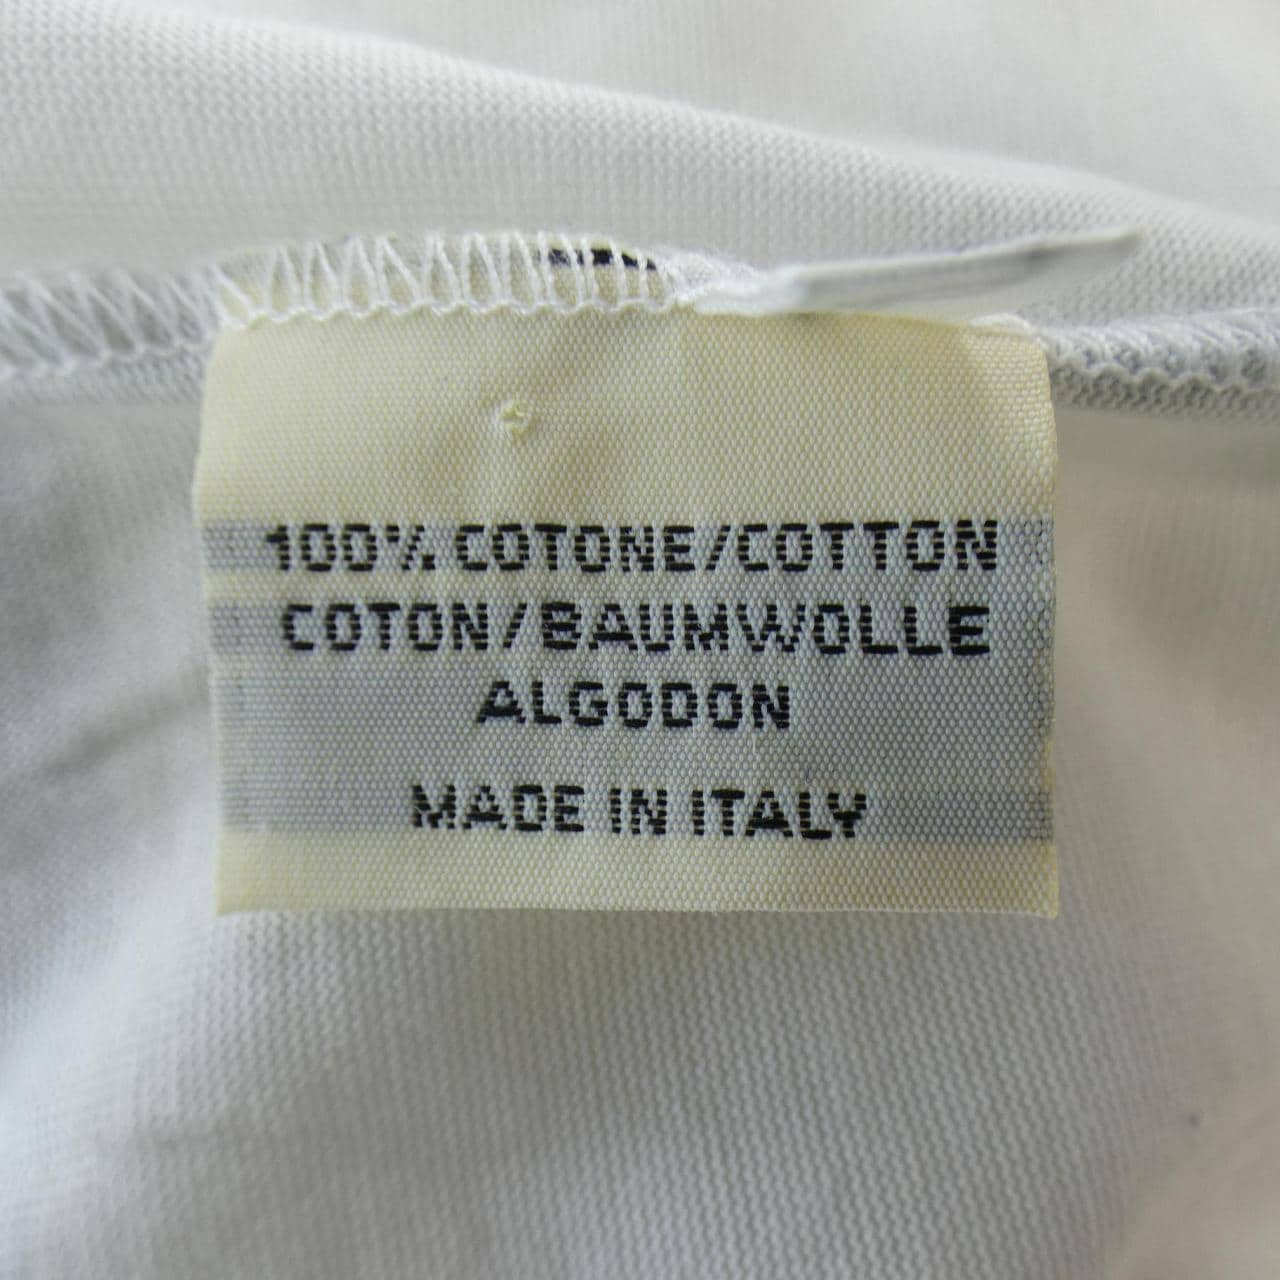 100% COTONE/COTTON
COTON/BAUMWOLLE
ALGODON
MADE IN ITALY